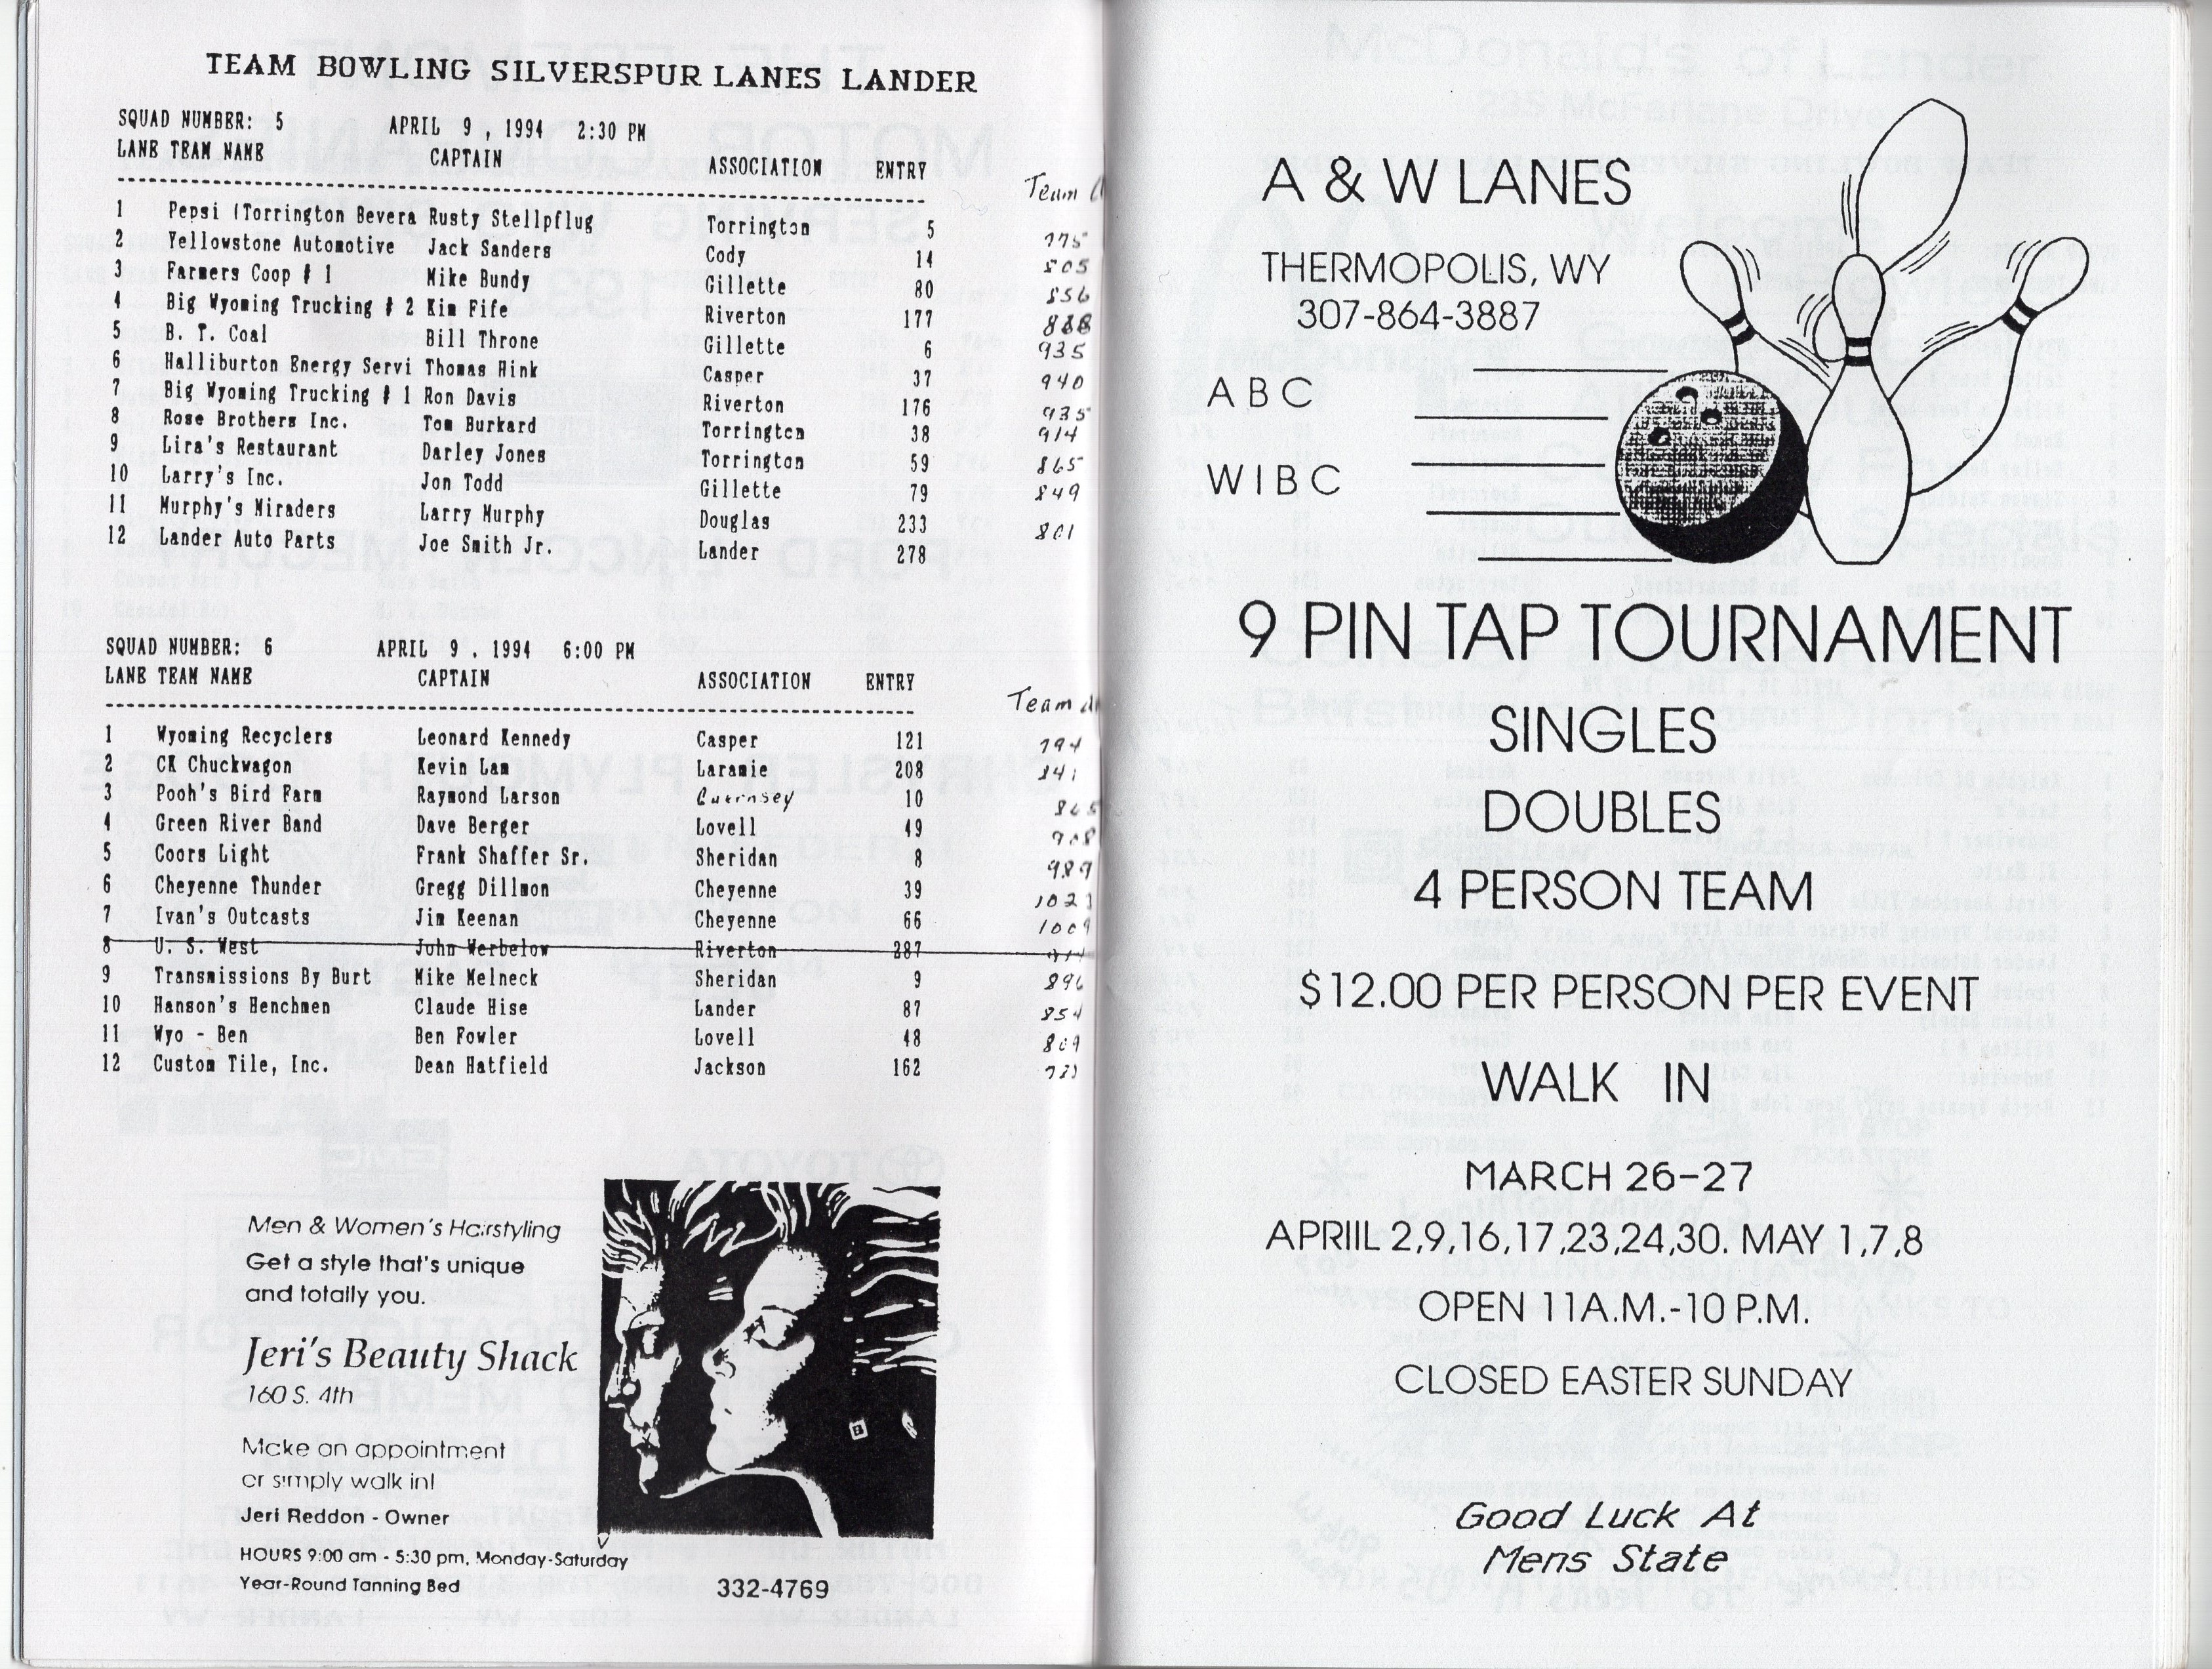 TEAM BOWLING SILVERSPUR LANES LANDER
SQUAD NUMBER: 5 APRIL 9 , 1994 2:30 PM
LANE TEAM NAME CAPTAIN ASSOCIATION ENTRY
Team
1 Pepsi (Torrington Bevera Rusty Stellpflug Torrington 5 775
2 Yellowstone Automotive Jack Sanders Cody 14 805
3 Farmers Coop # 1 Mike Bundy Gillette 80 856
4 Big Wyoming Trucking # 2 Kim Fife Riverton 177
5 B. T. Coal Bill Throne Gillette 6 935
6 Halliburton Energy Servi Thomas Hink Casper 37 940
7 Big Wyoming Trucking # 1 Ron Davis Riverton 176 935
8 Rose Brothers Inc. Tom Burkard Torrington 38 914
9 Lira's Restaurant Darley Jones Torrington 59 865
10 Larry's Inc. Jon Todd Gillette 79 849
11 Murphy's Miraders Larry Murphy Douglas 233 801
12 Lander Auto Parts Joe Smith Jr. Lander 278
SQUAD NUMBER: 6 APRIL 9 , 1994 6:00 PM
LANE TEAM NAME CAPTAIN ASSOCIATION ENTRY
Team
1 Wyoming Recyclers Leonard Kennedy Casper 121 794
2 CK Chuckwagon Kevin Lam Laramie 208 841
3 Pooh's Bird Farm Raymond Larson Guernsey 10 865
4 Green River Band Dave Berger Lovell 49 908
5 Coors Light Frank Shaffer Sr. Sheridan 8 989
6 Cheyenne Thunder Gregg Dillmon Cheyenne 39 1023
7 Ivan's Outcasts Jim Keenan Cheyenne 66 1009
8 U. S. West John Werbelow Riverton 287
9 Transmissions By Burt Mike Melneck Sheridan 9 896
10 Hanson's Henchmen Claude Hise Lander 87 854
11 Wyo - Ben Ben Fowler Lovell 48 809
12 Custom Tile, Inc. Dean Hatfield Jackson 162
Men & Women's Hairstyling
Get a style that's unique
and totally you.
Jeri's Beauty Shack
160 S. 4th
Make an appointment
or simply walk in!
Jeri Reddon - Owner
HOURS 9:00 am - 5:30 pm, Monday-Saturday
Year-Round Tanning Bed
332-4769
A & W LANES
THERMOPOLIS, WY
307-864-3887
A B C
W I B C
9 PIN TAP TOURNAMENT
SINGLES
DOUBLES
4 PERSON TEAM
$12.00 PER PERSON PER EVENT
WALK IN
MARCH 26-27
APRIIL 2,9,16,17,23,24,30. MAY 1,7,8
OPEN 11A.M.-10 P.M.
CLOSED EASTER SUNDAY
Good Luck At
Mens State